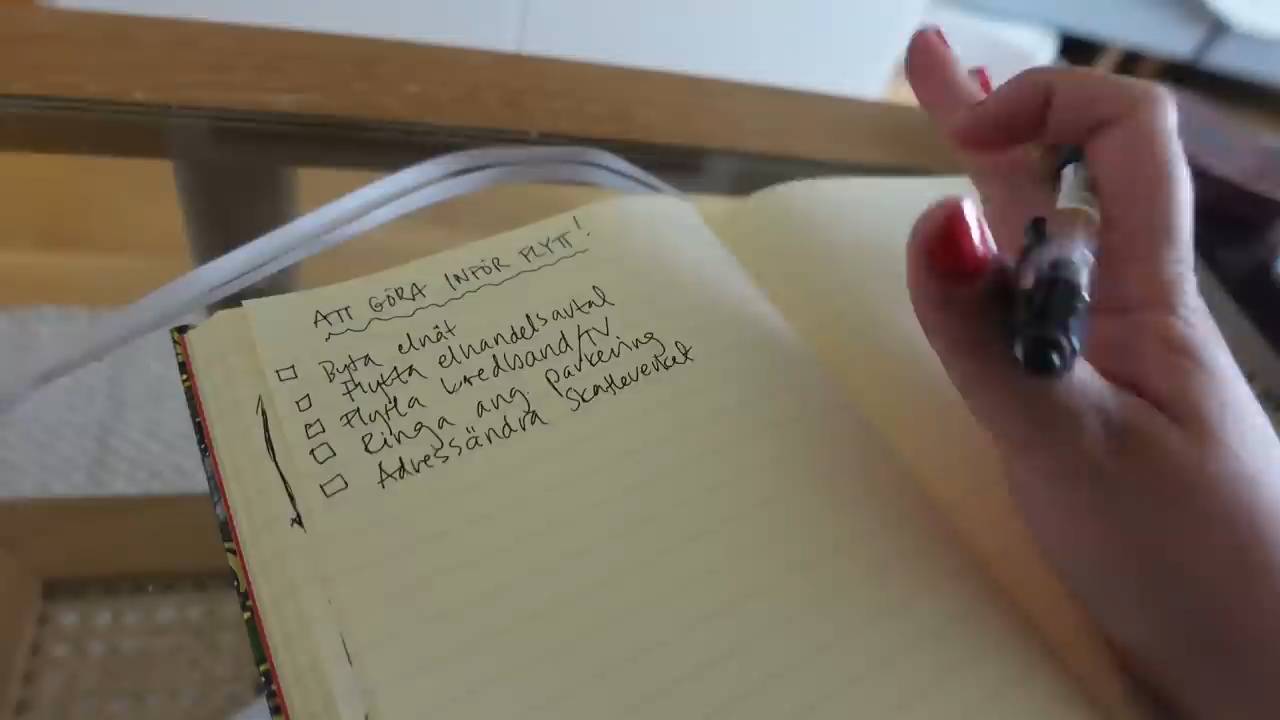 ATT GÖRA INFÖR FLYTT!
Byta elnät
Flytta elhandelsavtal
Flytta bredband/TV
Ringa ang parkering
Adressändra Skatteverket